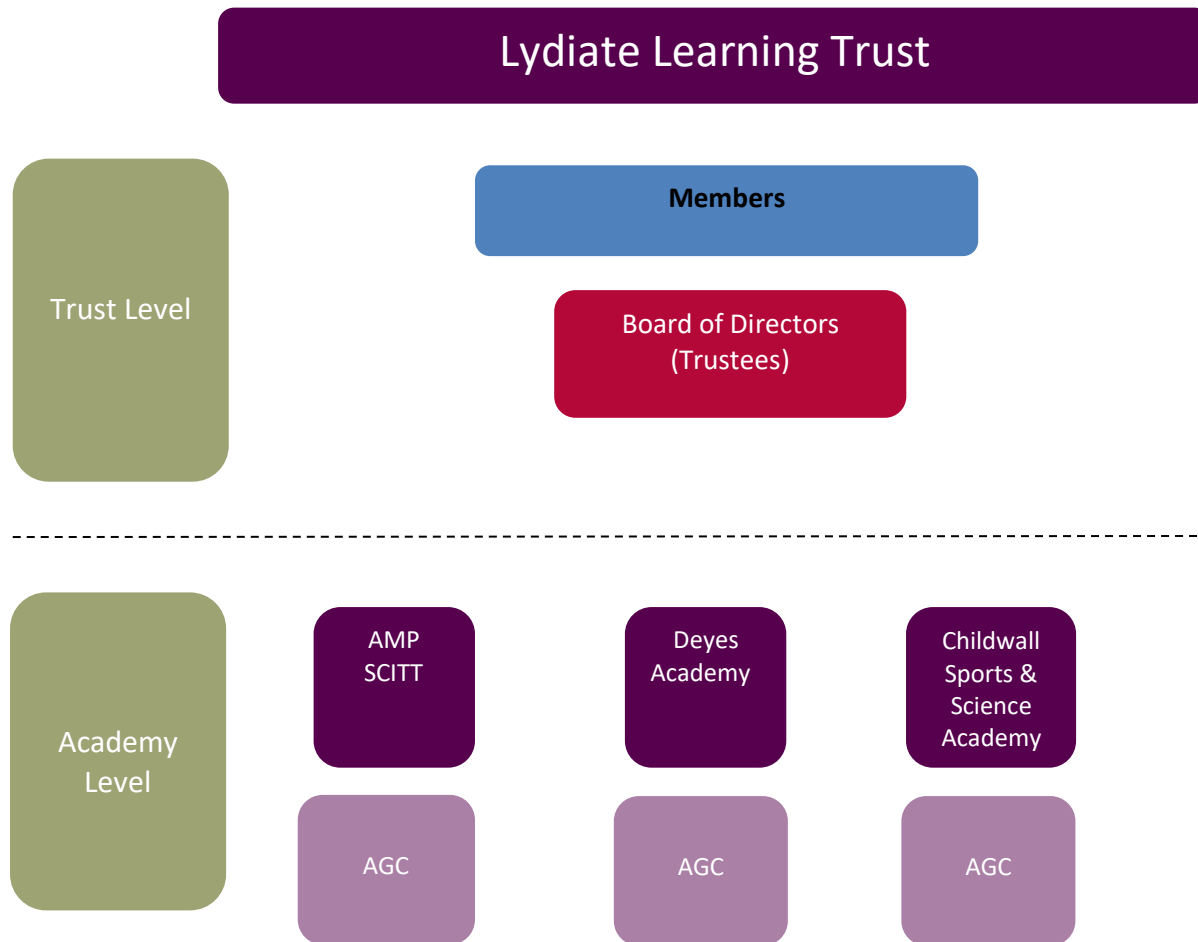 Lydiate Learning Trust
Trust Level
Members
Board of Directors
(Trustees)
Academy
Level
AMP
SCITT
Deyes
Academy
Childwall
Sports &
Science
Academy
AGC
AGC
AGC